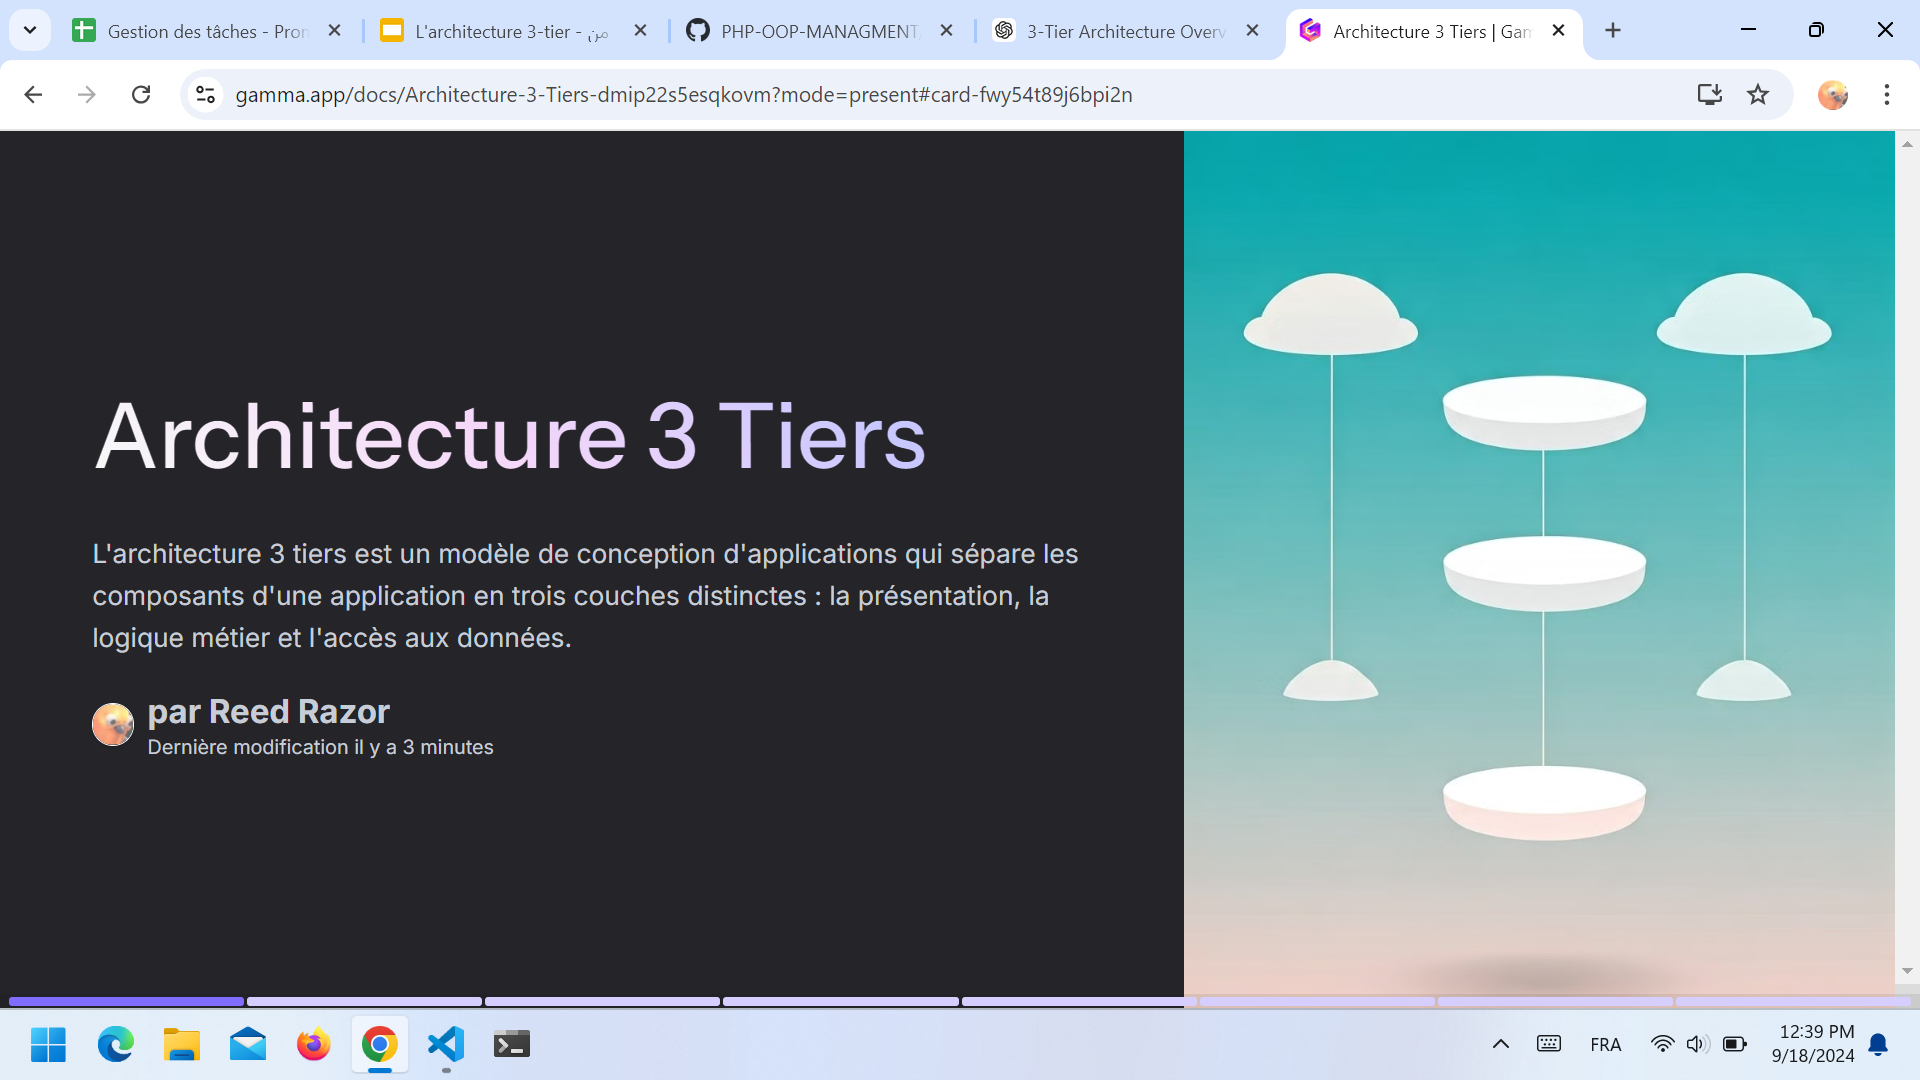 Gestion des tâches - Pron
L'architecture 3-tier - من
PHP-OOP-MANAGMENT
3-Tier Architecture Overv
Architecture 3 Tiers | Gam
gamma.app/docs/Architecture-3-Tiers-dmip22s5esqkovm?mode=present#card-fwy54t89j6bpi2n
Architecture 3 Tiers
L'architecture 3 tiers est un modèle de conception d'applications qui sépare les
composants d'une application en trois couches distinctes : la présentation, la
logique métier et l'accès aux données.
par Reed Razor
Dernière modification il y a 3 minutes
FRA
12:39 PM
9/18/2024